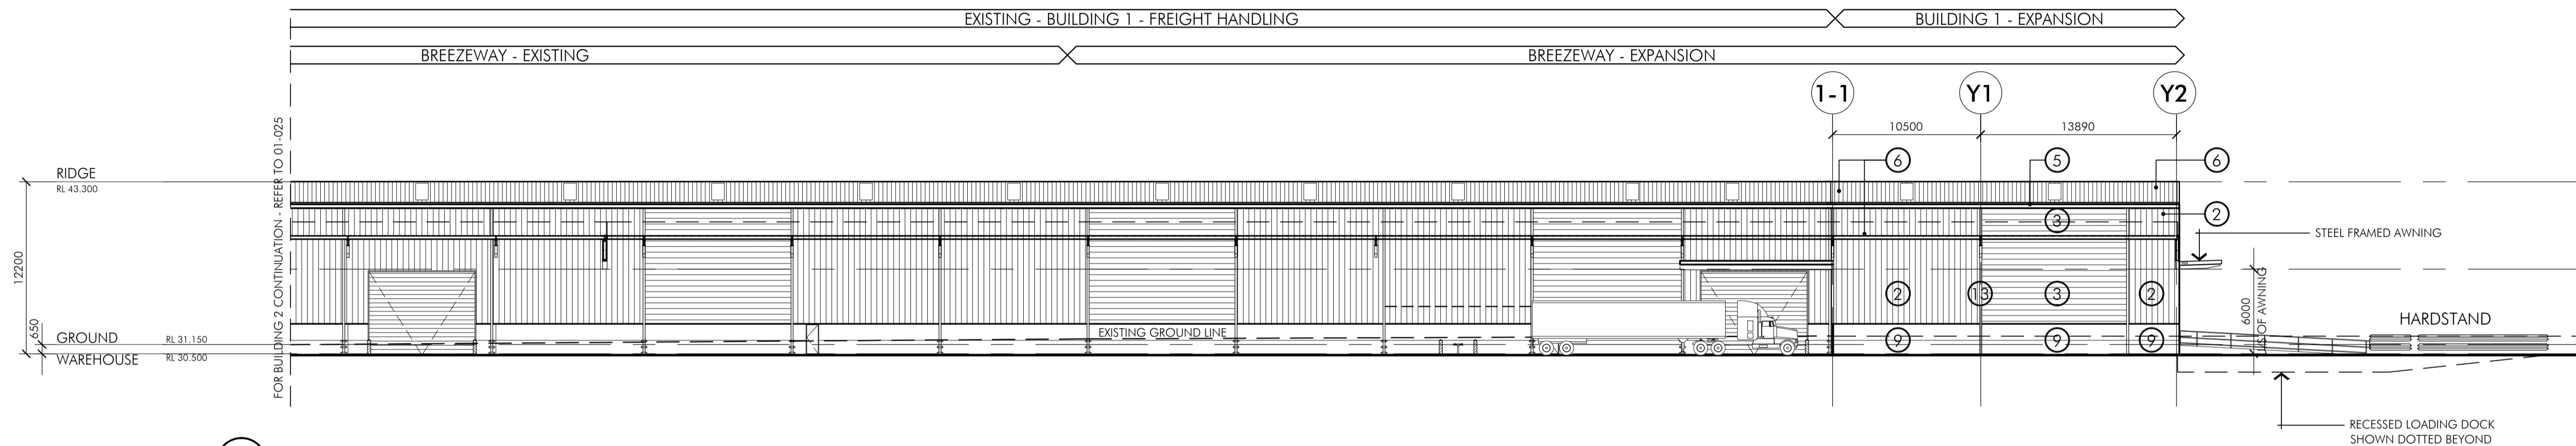 EXISTING - BUILDING 1 - FREIGHT HANDLING
BUILDING 1 - EXPANSION
BREEZEWAY - EXISTING
BREEZEWAY - EXPANSION
1-1
Y1
Y2
10500
13890
6
5
6
RIDGE
RL 43.300
2
3
STEEL FRAMED AWNING
FOR BUILDING 2 CONTINUATION - REFER TO 01-025
12200
650
2
13
3
2
6000
U/S OF AWNING
HARDSTAND
EXISTING GROUND LINE
GROUND
RL 31.150
9
9
9
WAREHOUSE
RL 30.500
RECESSED LOADING DOCK
SHOWN DOTTED BEYOND